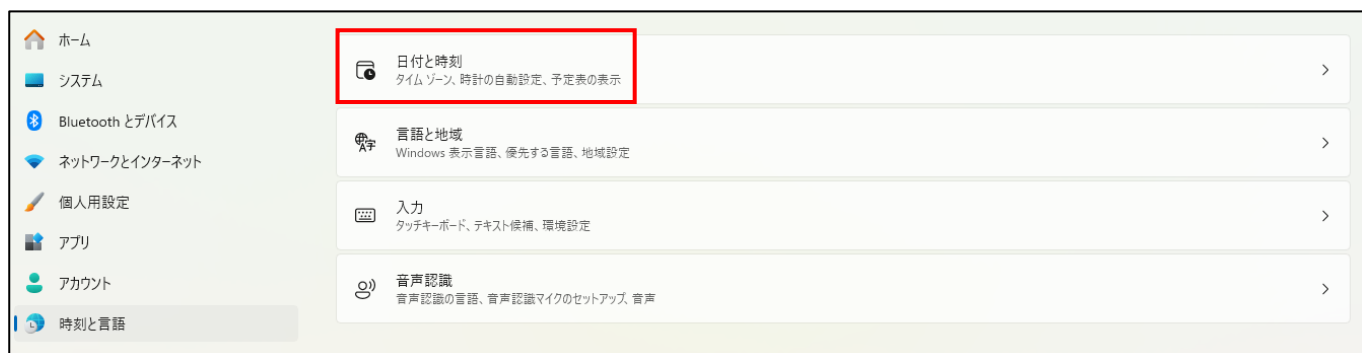 ホーム
システム
Bluetooth とデバイス
ネットワークとインターネット
個人用設定
アプリ
アカウント
時刻と言語
日付と時刻
タイム ゾーン、時計の自動設定、予定表の表示
言語と地域
Windows 表示言語、優先する言語、地域設定
入力
タッチキーボード、テキスト候補、環境設定
音声認識
音声認識の言語、音声認識マイクのセットアップ、音声